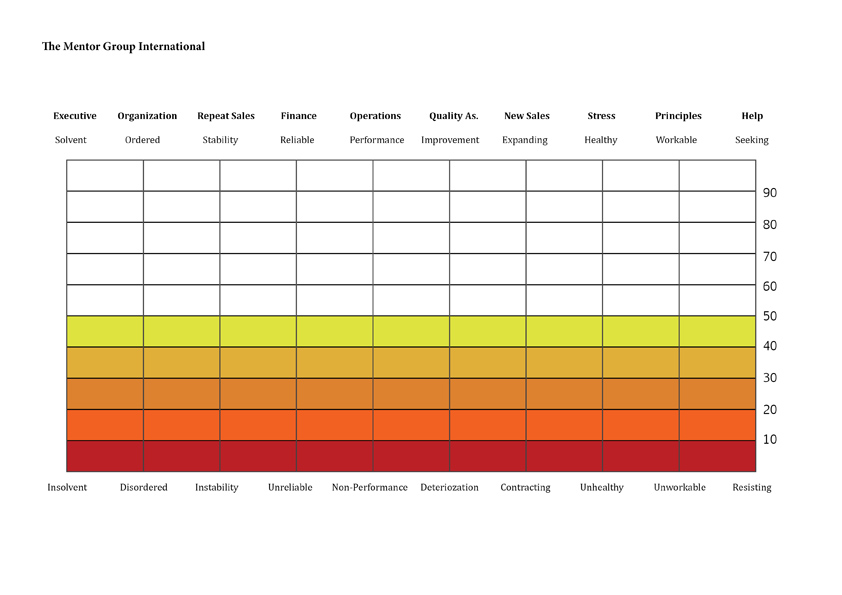 The Mentor Group International
Executive Organization Repeat Sales Finance Operations Quality As. New Sales Stress Principles Help
Solvent Ordered Stability Reliable Performance Improvement Expanding Healthy Workable Seeking
90
80
70
60
50
40
30
20
10
Insolvent Disordered Instability Unreliable Non-Performance Deteriozation Contracting Unhealthy Unworkable Resisting